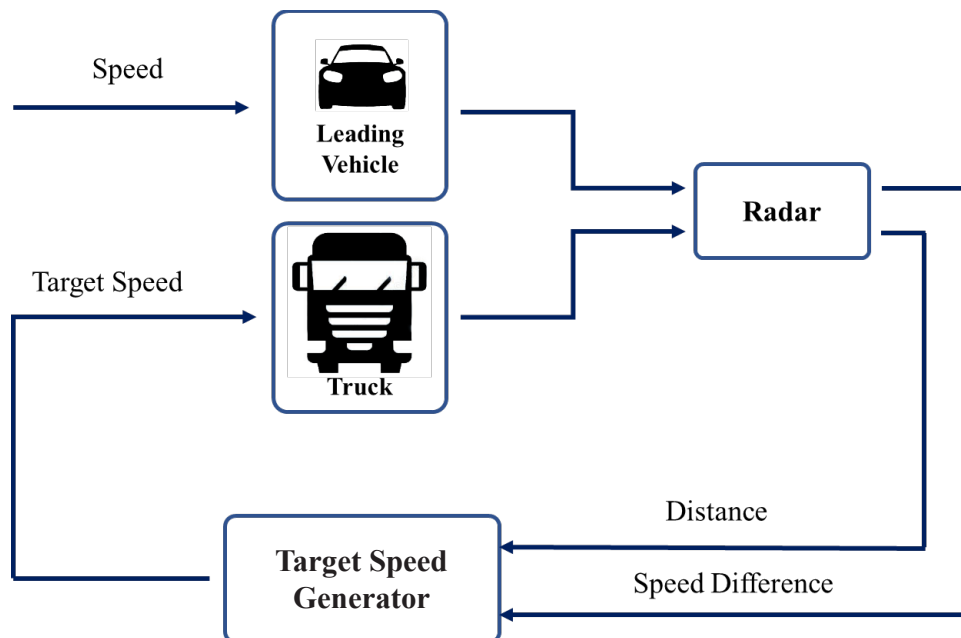 Speed
Leading
Vehicle
Radar
Target Speed
Truck
Distance
Target Speed
Generator
Speed Difference